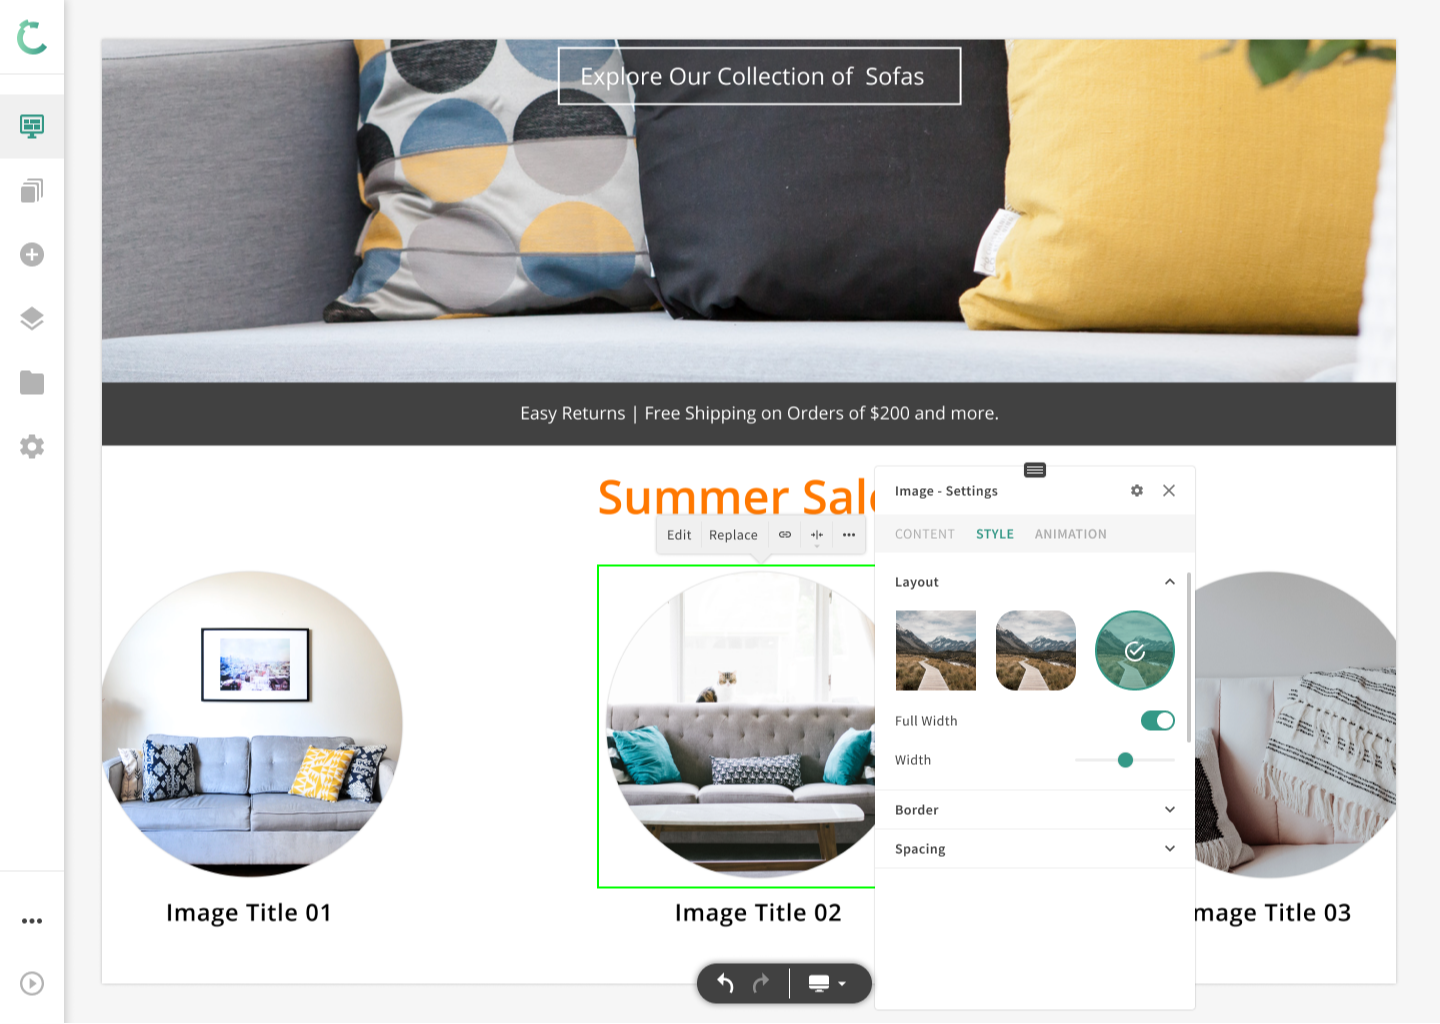 Explore Our Collection of  Sofas
Easy Returns | Free Shipping on Orders of $200 and more.
Summer Sale
Edit Replace
Image - Settings
CONTENT STYLE ANIMATION
Layout
Full Width
Width
Border
Spacing
Image Title 01
Image Title 02
mage Title 03